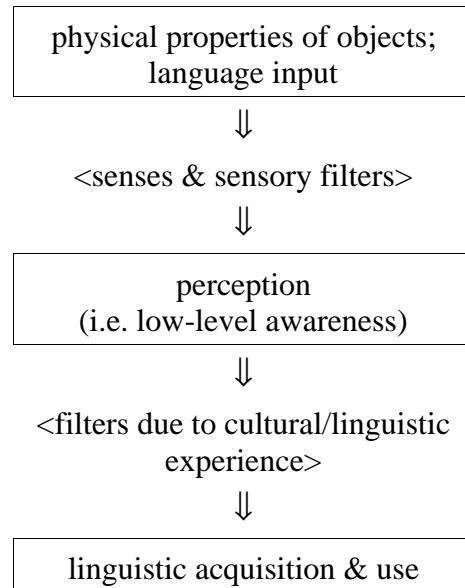 physical properties of objects;
language input
⇓
<senses & sensory filters>
⇓
perception
(i.e. low-level awareness)
⇓
<filters due to cultural/linguistic
experience>
⇓
linguistic acquisition & use